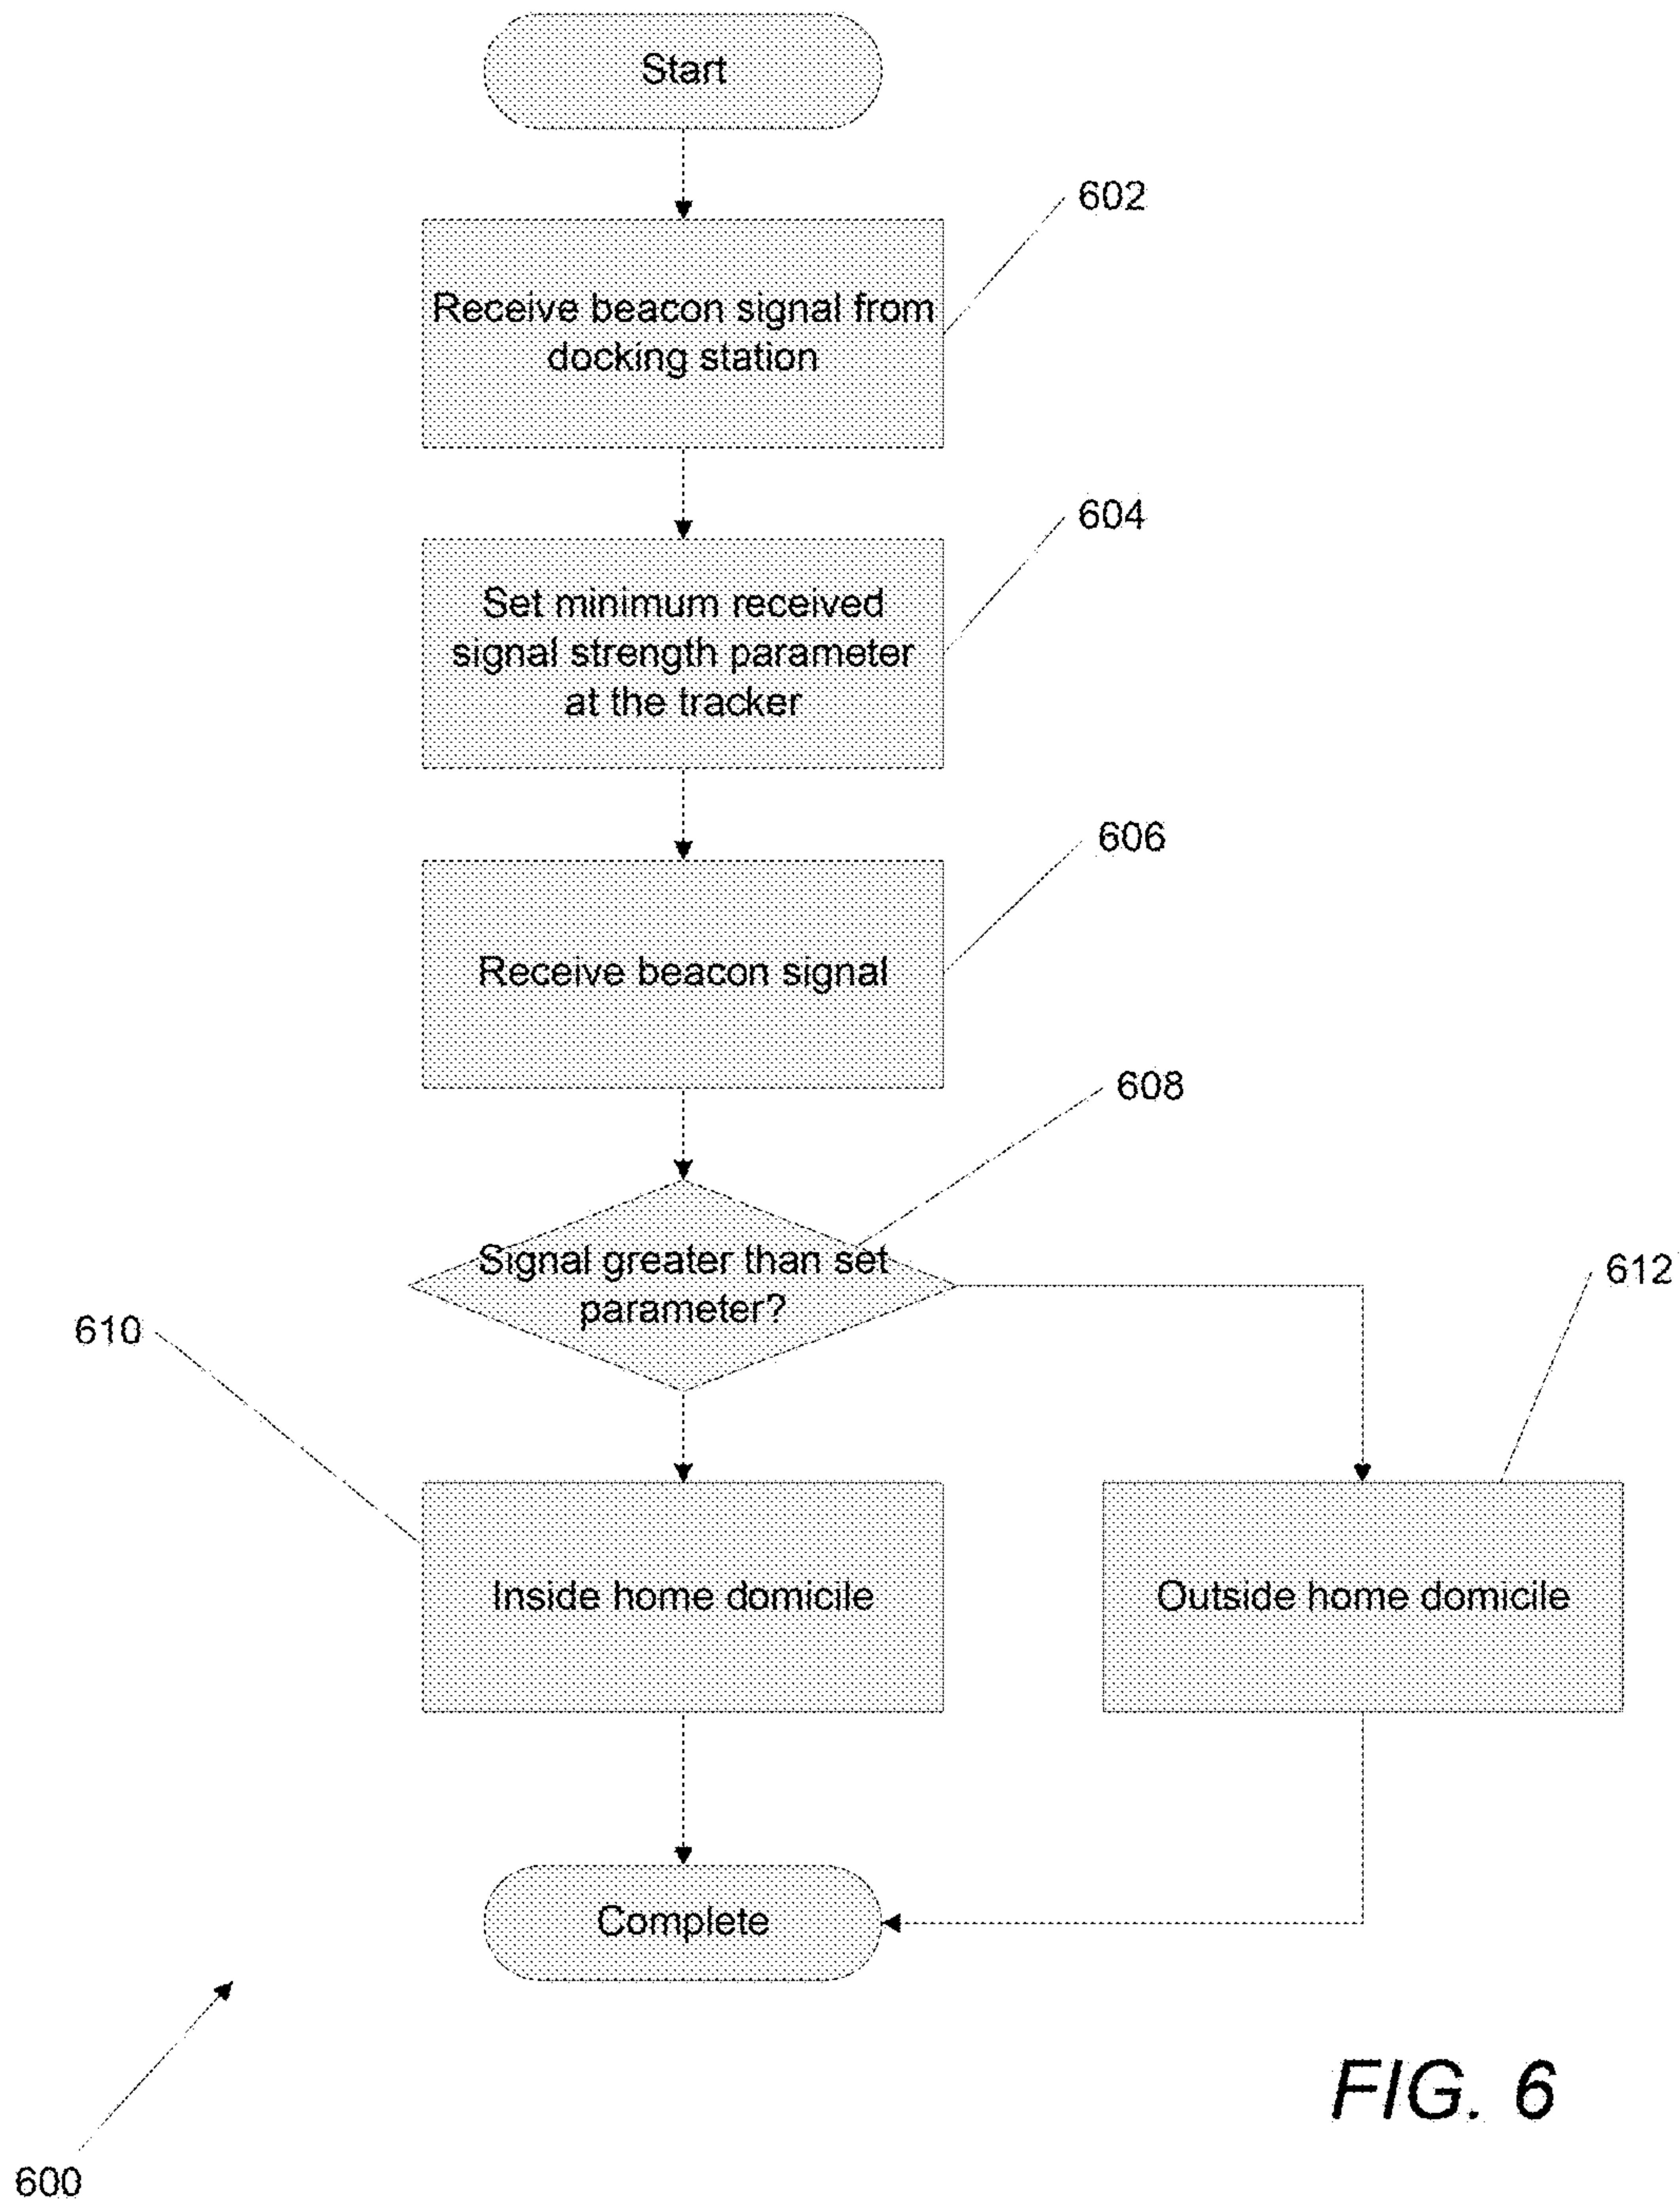 Start
602
Receive beacon signal from
docking station
604
Set minimum received
signal strength parameter
at the tracker
606
Receive beacon signal
608
Signal greater than set
parameter?
612
610
Inside home domicile
Outside home domicile
Complete
FIG. 6
600